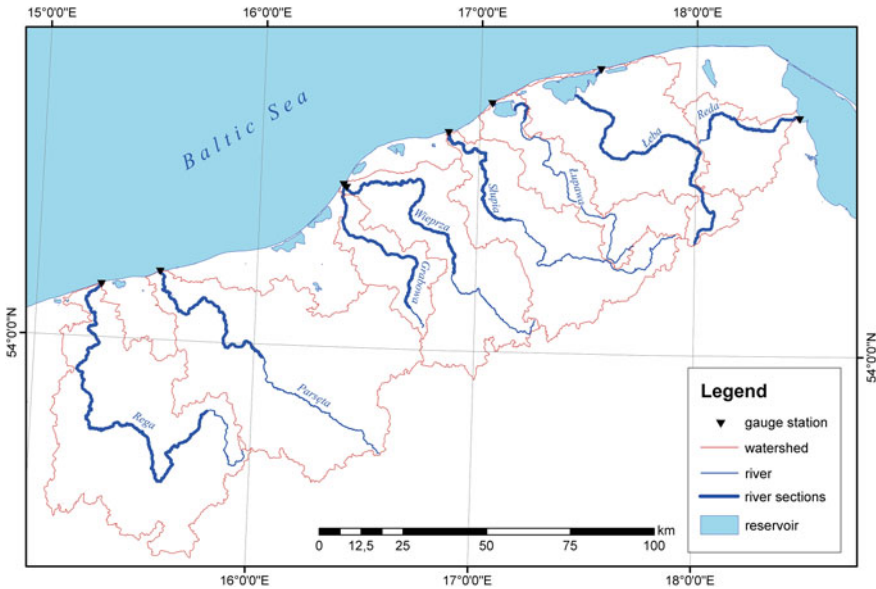 15°0'0"E 16°0'0"E 17°0'0"E 18°0'0"E
Baltic Sea
Reda
Łeba
Łupawa
Słupia
Wieprza
Grabowa
54°0'0"N
54°0'0"N
Parsęta
Rega
Legend
gauge station
watershed
river
river sections
reservoir
km
0 12,5 25 50 75 100
16°0'0"E 17°0'0"E 18°0'0"E